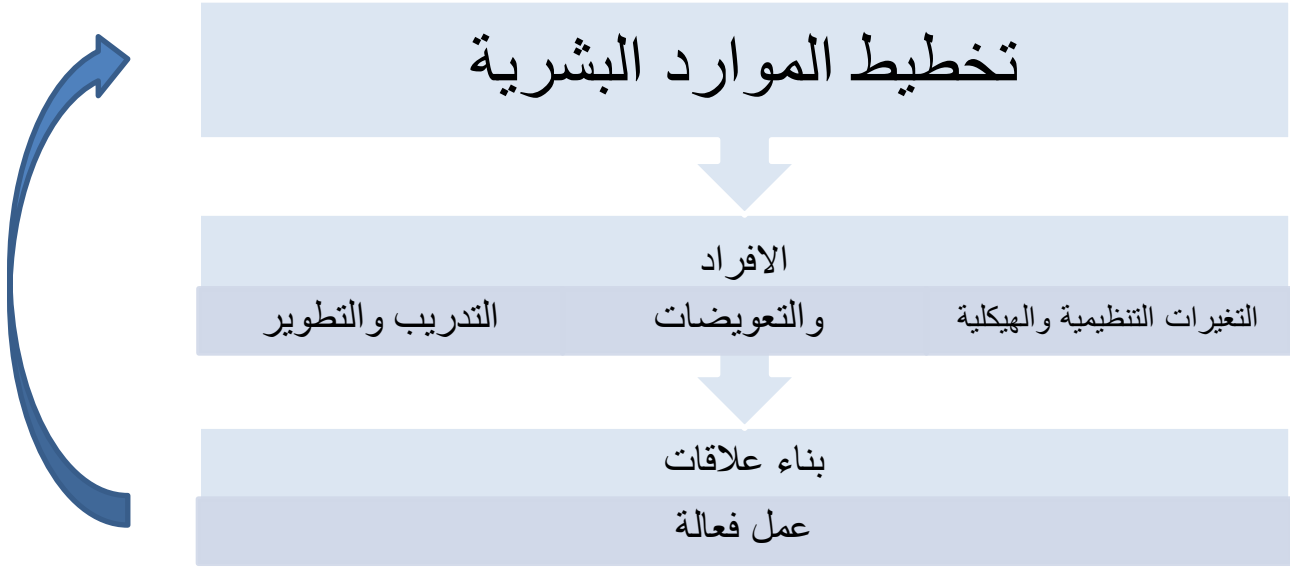 تخطيط الموارد البشرية
الافراد
التغيرات التنظيمية والهيكلية
والتعويضات
التدريب والتطوير
بناء علاقات
عمل فعالة